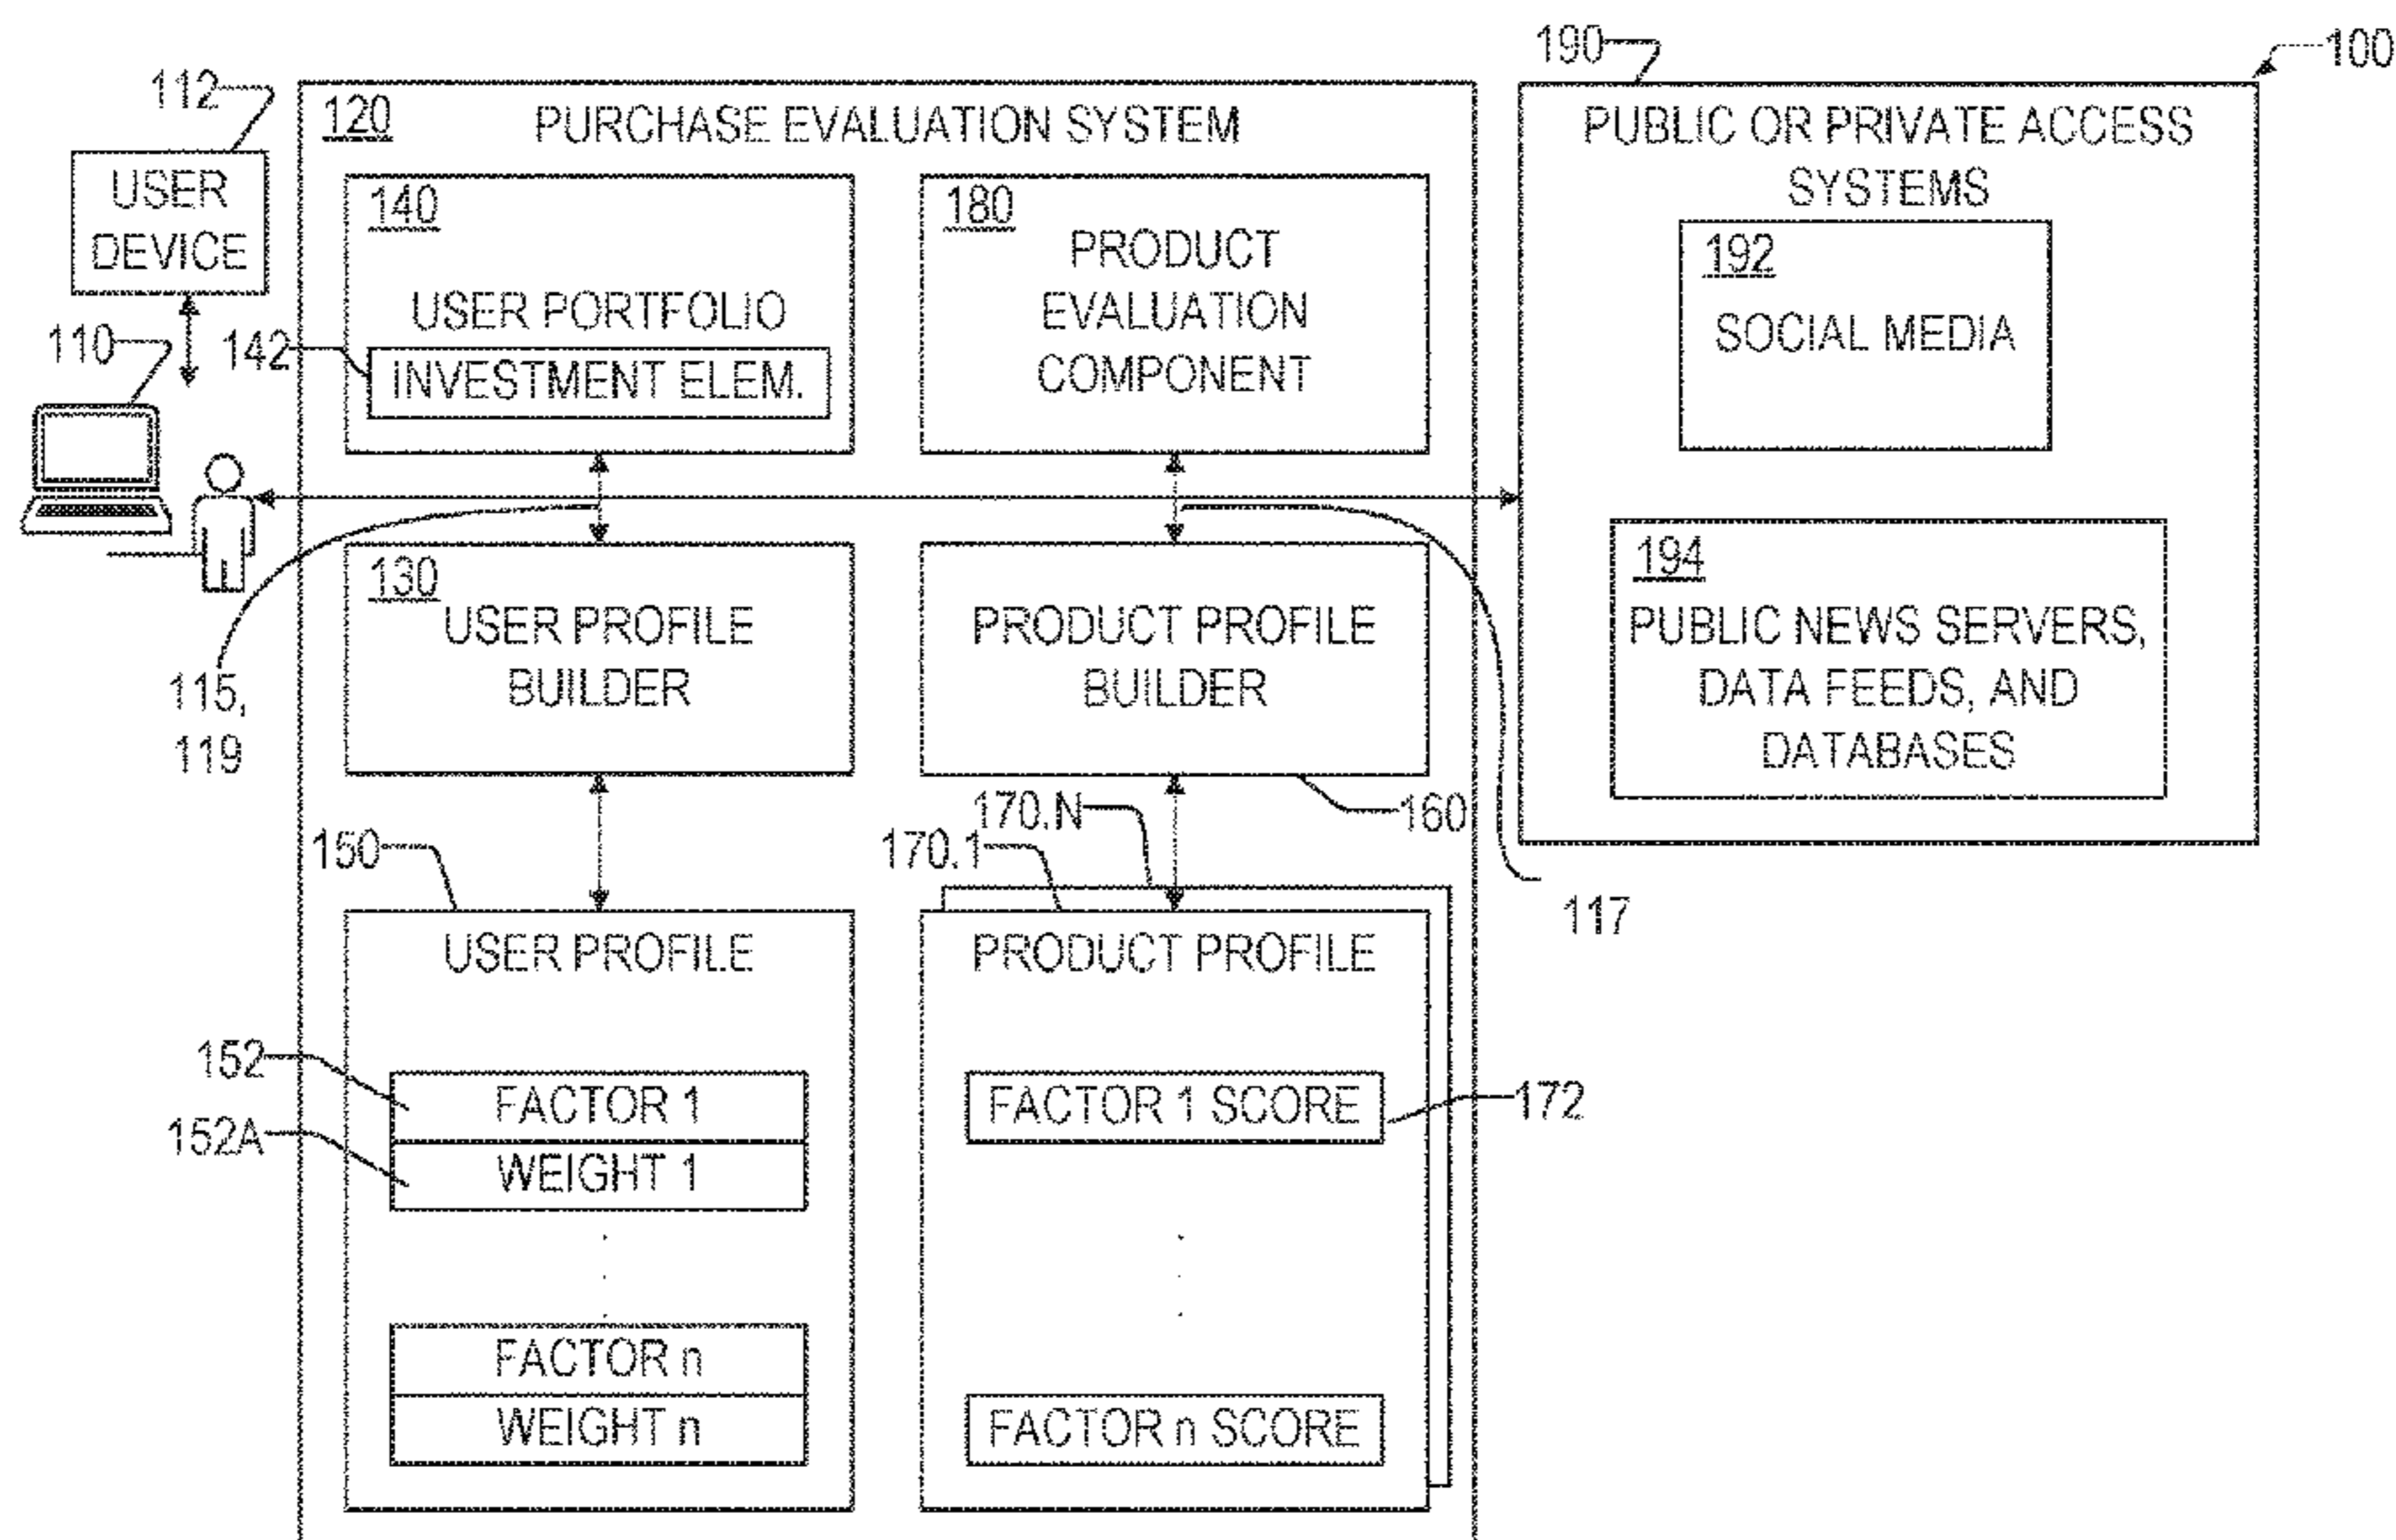 190
100
112
120
PURCHASE EVALUATION SYSTEM
PUBLIC OR PRIVATE ACCESS
SYSTEMS
USER
DEVICE
140
USER PORTFOLIO
142
INVESTMENT ELEM.
180
PRODUCT
EVALUATION
COMPONENT
192
SOCIAL MEDIA
110
130
USER PROFILE
BUILDER
PRODUCT PROFILE
BUILDER
194
PUBLIC NEWS SERVERS,
DATA FEEDS, AND
DATABASES
115,
119
160
170.N
150
170.1
117
USER PROFILE
PRODUCT PROFILE
152
FACTOR 1
152A
WEIGHT 1
.
.
.
FACTOR n
WEIGHT n
FACTOR 1 SCORE
172
.
.
.
FACTOR n SCORE